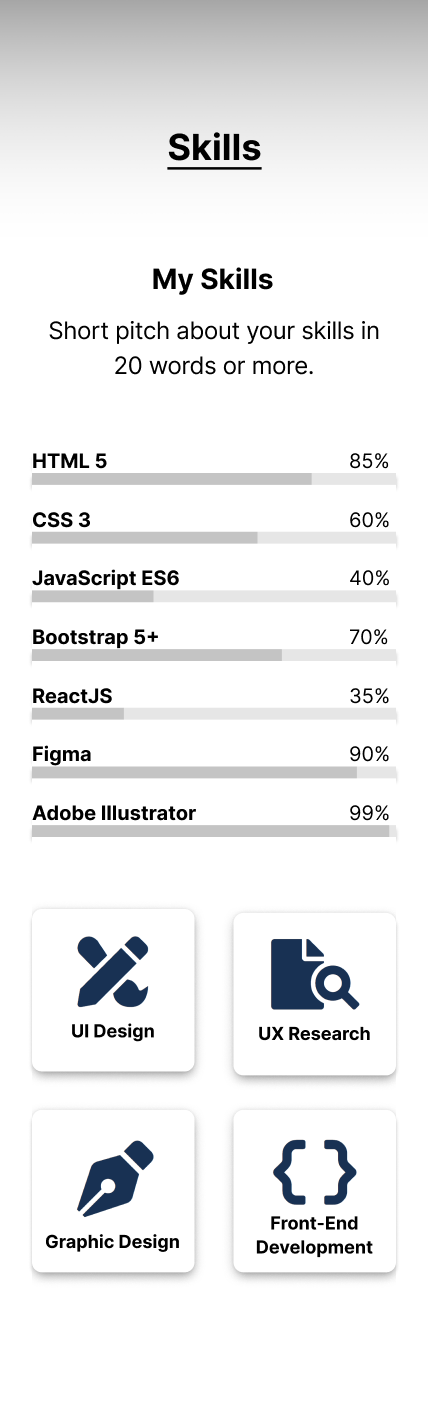 Skills
My Skills
Short pitch about your skills in
20 words or more.
HTML 5 85%
CSS 3 60%
JavaScript ES6 40%
Bootstrap 5+ 70%
ReactJS 35%
Figma 90%
Adobe Illustrator 99%
UI Design
UX Research
Graphic Design
Front-End
Development